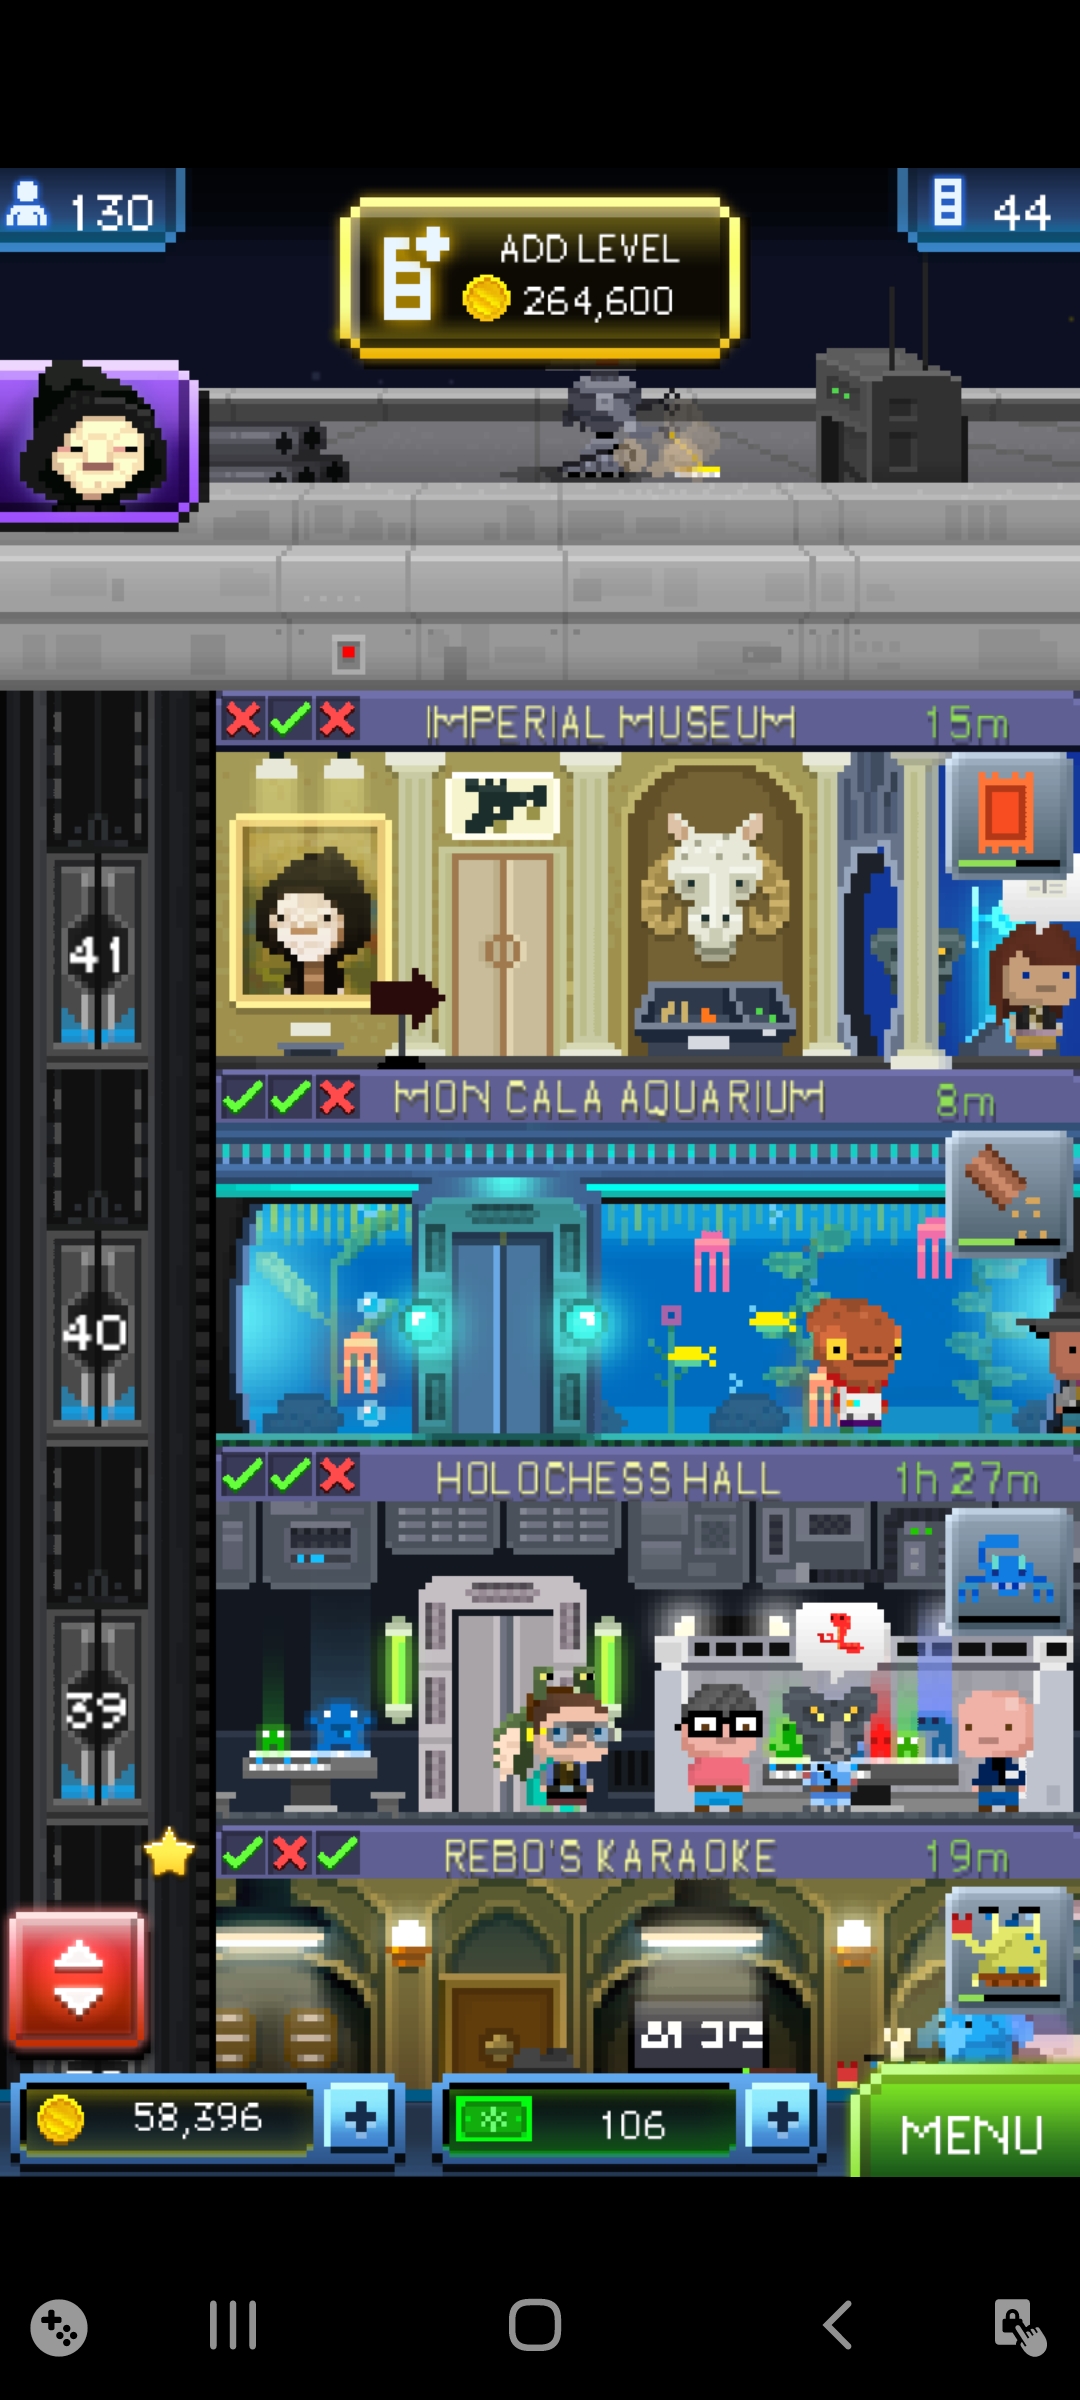 130
ADD LEVEL
264,600
44
IMPERIAL MUSEUM 15m
41
MON CALA AQUARIUM 8m
40
HOLOCHESS HALL 1h 27m
39
REBO'S KARAOKE 19m
58,396
106
MENU